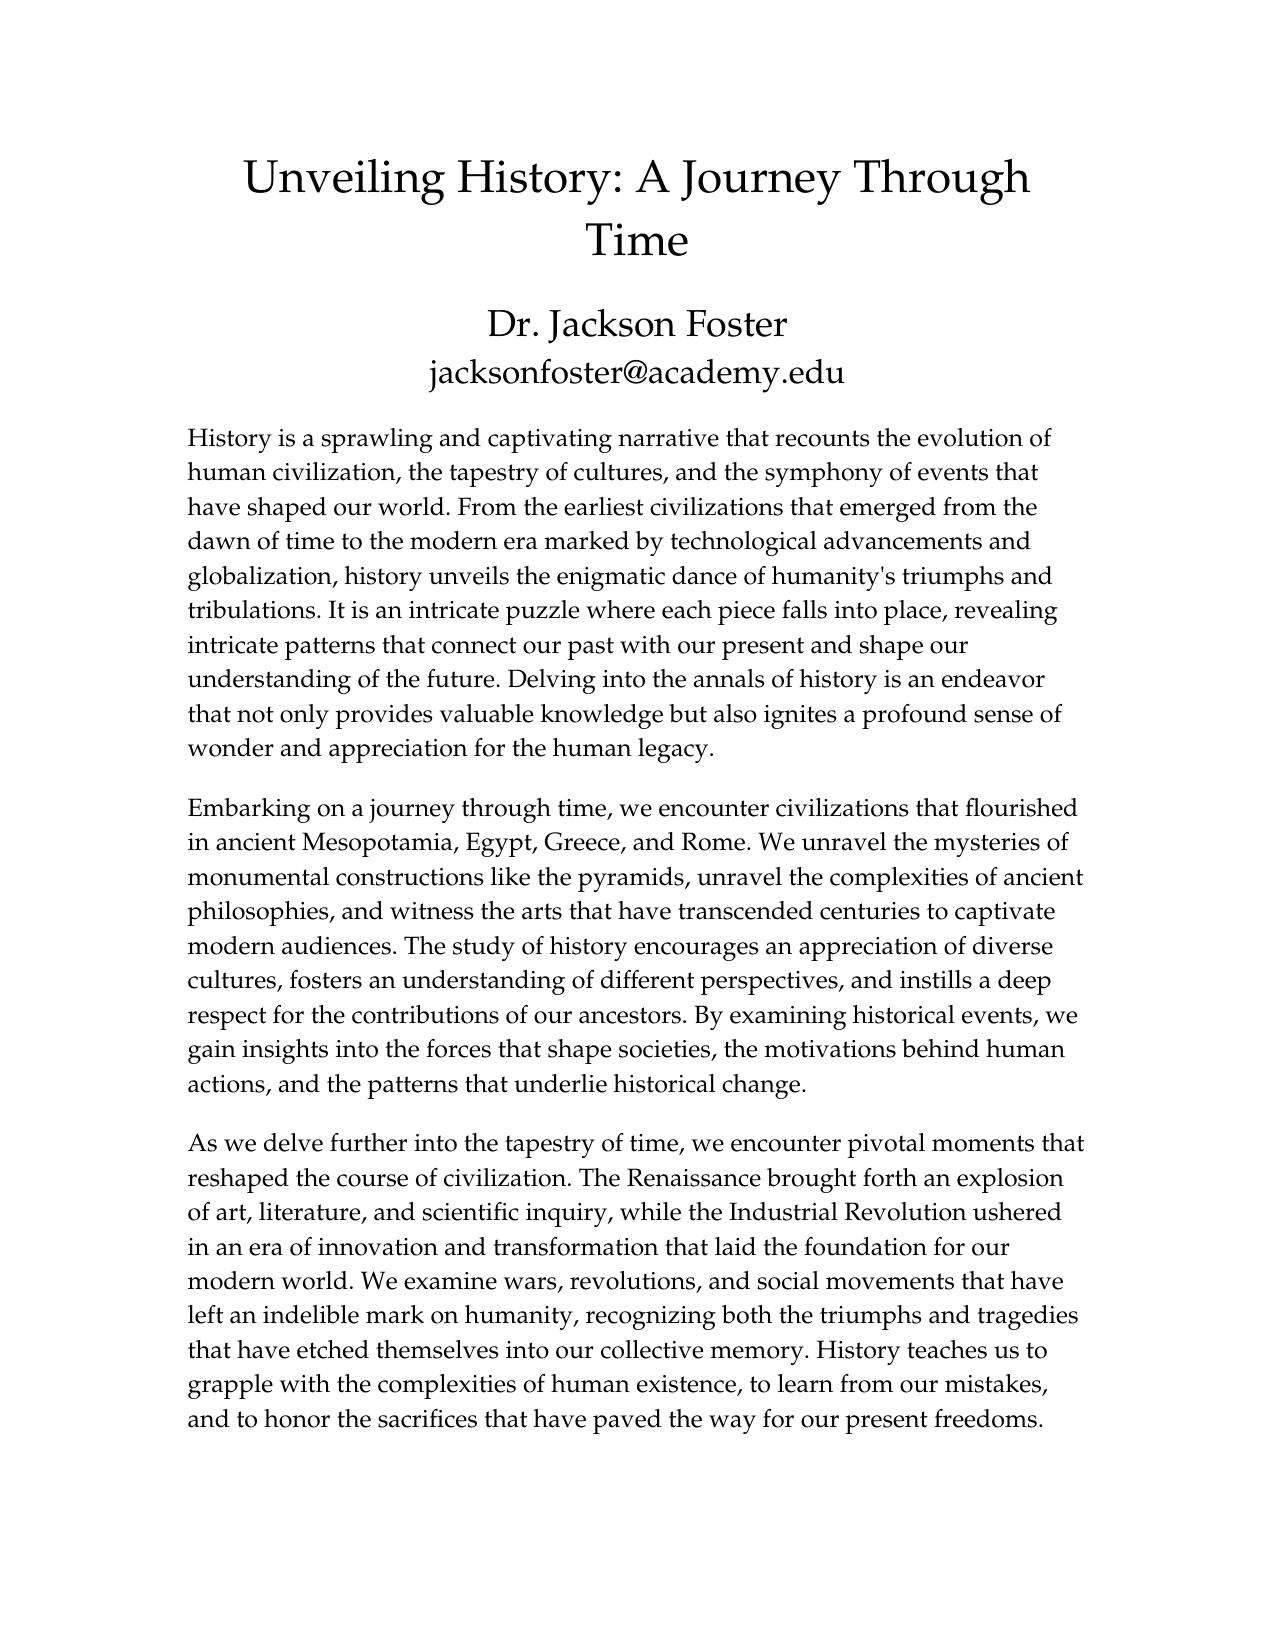 Unveiling History: A Journey Through
Time
Dr. Jackson Foster
jacksonfoster@academy.edu
History is a sprawling and captivating narrative that recounts the evolution of
human civilization, the tapestry of cultures, and the symphony of events that
have shaped our world. From the earliest civilizations that emerged from the
dawn of time to the modern era marked by technological advancements and
globalization, history unveils the enigmatic dance of humanity's triumphs and
tribulations. It is an intricate puzzle where each piece falls into place, revealing
intricate patterns that connect our past with our present and shape our
understanding of the future. Delving into the annals of history is an endeavor
that not only provides valuable knowledge but also ignites a profound sense of
wonder and appreciation for the human legacy.
Embarking on a journey through time, we encounter civilizations that flourished
in ancient Mesopotamia, Egypt, Greece, and Rome. We unravel the mysteries of
monumental constructions like the pyramids, unravel the complexities of ancient
philosophies, and witness the arts that have transcended centuries to captivate
modern audiences. The study of history encourages an appreciation of diverse
cultures, fosters an understanding of different perspectives, and instills a deep
respect for the contributions of our ancestors. By examining historical events, we
gain insights into the forces that shape societies, the motivations behind human
actions, and the patterns that underlie historical change.
As we delve further into the tapestry of time, we encounter pivotal moments that
reshaped the course of civilization. The Renaissance brought forth an explosion
of art, literature, and scientific inquiry, while the Industrial Revolution ushered
in an era of innovation and transformation that laid the foundation for our
modern world. We examine wars, revolutions, and social movements that have
left an indelible mark on humanity, recognizing both the triumphs and tragedies
that have etched themselves into our collective memory. History teaches us to
grapple with the complexities of human existence, to learn from our mistakes,
and to honor the sacrifices that have paved the way for our present freedoms.